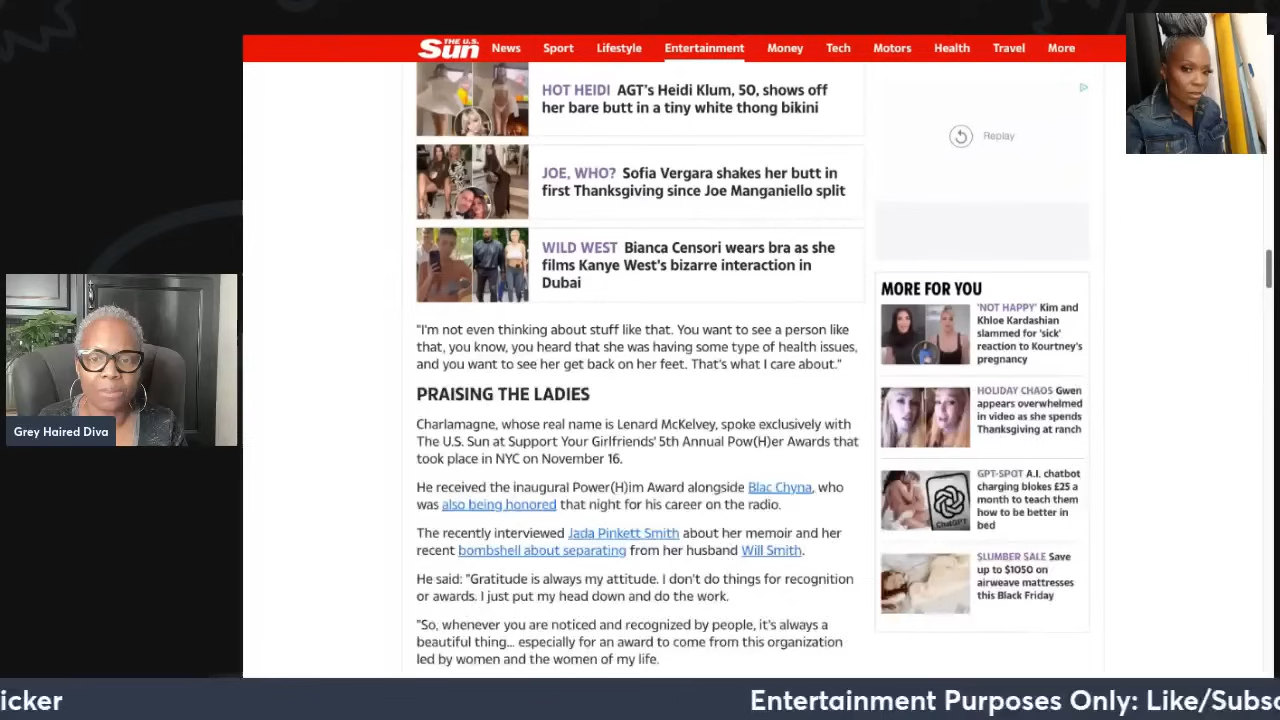 THE U.S.
Sun
News Sport Lifestyle Entertainment Money Tech Motors Health Travel More
HOT HEIDI AGT's Heidi Klum, 50, shows off
her bare butt in a tiny white thong bikini
JOE, WHO? Sofia Vergara shakes her butt in
first Thanksgiving since Joe Manganiello split
WILD WEST Bianca Censori wears bra as she
films Kanye West's bizarre interaction in
Dubai
"I'm not even thinking about stuff like that. You want to see a person like
that, you know, you heard that she was having some type of health issues,
and you want to see her get back on her feet. That's what I care about."
PRAISING THE LADIES
Charlamagne, whose real name is Lenard McKelvey, spoke exclusively with
The U.S. Sun at Support Your Girlfriends' 5th Annual Pow(H)er Awards that
took place in NYC on November 16.
He received the inaugural Power(H)im Award alongside Blac Chyna, who
was also being honored that night for his career on the radio.
The recently interviewed Jada Pinkett Smith about her memoir and her
recent bombshell about separating from her husband Will Smith.
He said: "Gratitude is always my attitude. I don't do things for recognition
or awards. I just put my head down and do the work.
"So, whenever you are noticed and recognized by people, it's always a
beautiful thing... especially for an award to come from this organization
led by women and the women of my life.
Replay
MORE FOR YOU
'NOT HAPPY' Kim and
Khloe Kardashian
slammed for 'sick'
reaction to Kourtney's
pregnancy
HOLIDAY CHAOS Gwen
appears overwhelmed
in video as she spends
Thanksgiving at ranch
GPT-SPOT A.I. chatbot
charging blokes £25 a
month to teach them
how to be better in
bed
ChatGPT
SLUMBER SALE Save
up to $1050 on
airweave mattresses
this Black Friday
Grey Haired Diva
icker Entertainment Purposes Only: Like/Subsc